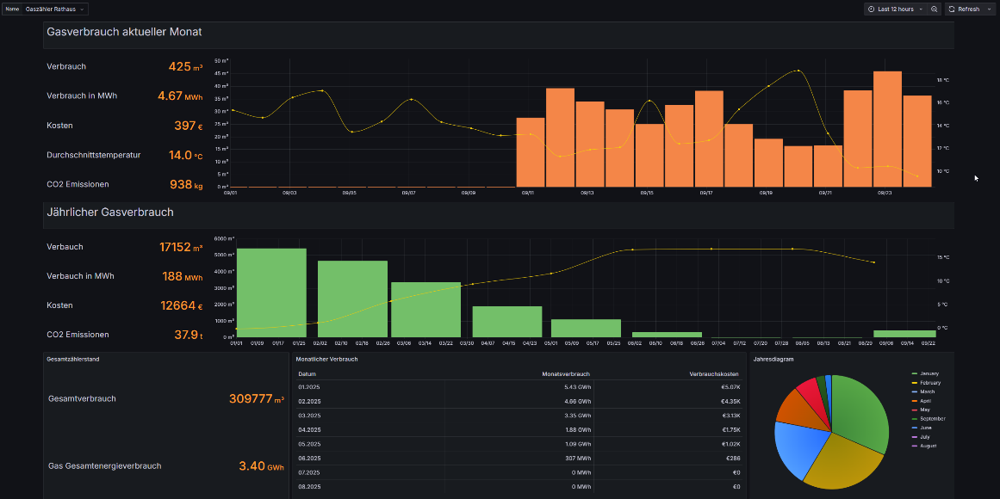 Name Gaszähler Rathaus Last 12 hours Refresh
Gasverbrauch aktueller Monat
Verbrauch 425 m³
Verbrauch in MWh 4.67 MWh
Kosten 397 €
Durchschnittstemperatur 14.0 °C
CO2 Emissionen 938 kg
50 m³
45 m³
40 m³
35 m³
30 m³
25 m³
20 m³
15 m³
10 m³
5 m³
0 m³
18 °C
16 °C
14 °C
12 °C
10 °C
09/01 09/03 09/05 09/07 09/09 09/11 09/13 09/15 09/17 09/19 09/21 09/23
Jährlicher Gasverbrauch
Verbauch 17152 m³
Verbauch in MWh 188 MWh
Kosten 12664 €
CO2 Emissionen 37.9 t
6000 m³
5000 m³
4000 m³
3000 m³
2000 m³
1000 m³
0 m³
15 °C
10 °C
5 °C
0 °C
01/01 01/09 01/17 01/25 02/02 02/10 02/18 02/26 03/06 03/14 03/22 03/30 04/07 04/15 04/23 05/01 05/09 05/17 05/25 06/02 06/10 06/18 06/26 07/04 07/12 07/20 07/28 08/05 08/13 08/21 08/29 09/06 09/14 09/22
Gesamtzählerstand
Gesamtverbrauch 309777 m³
Gas Gesamtenergieverbrauch 3.40 GWh
Monatlicher Verbrauch
Datum Monatsverbrauch Verbrauchskosten
01.2025 5.43 GWh €5.07K
02.2025 4.66 GWh €4.35K
03.2025 3.35 GWh €3.13K
04.2025 1.88 GWh €1.75K
05.2025 1.09 GWh €1.02K
06.2025 307 MWh €286
07.2025 0 MWh €0
08.2025 0 MWh €0
Jahresdiagram
January
February
March
April
May
September
June
July
August